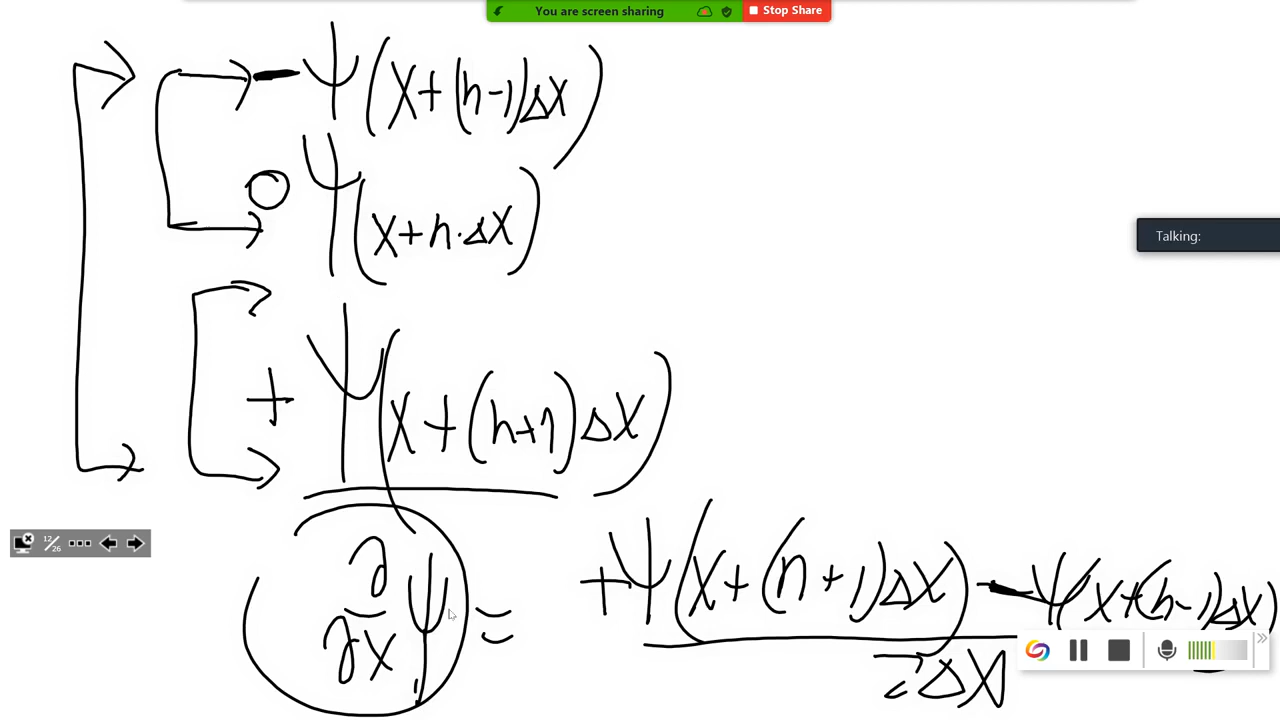 You are screen sharing Stop Share
- Ψ(X+(n-1)ΔX)
0 Ψ(X+n·ΔX)
Talking:
+ Ψ(X+(n+1)ΔX)
12/26
∂/∂X Ψ = +Ψ(X+(n+1)ΔX) - Ψ(X+(n-1)ΔX)
2ΔX